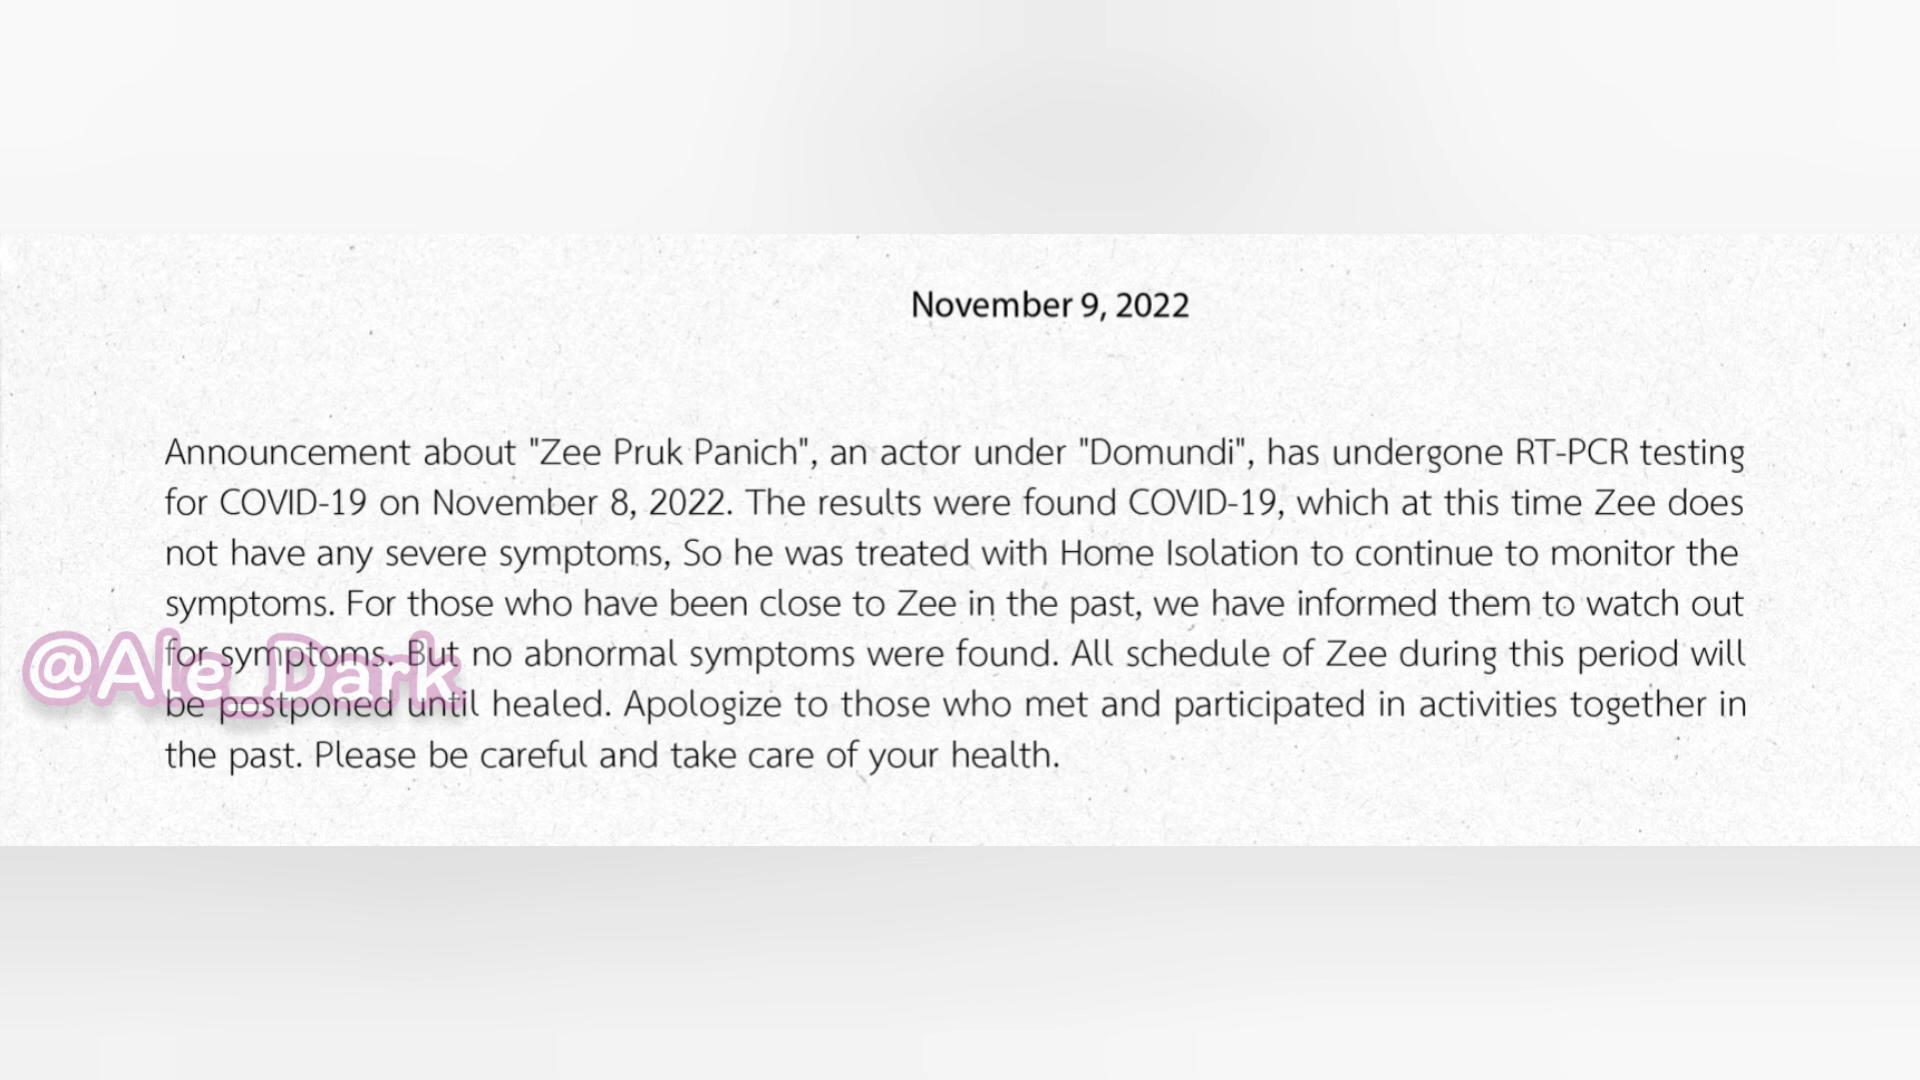 November 9, 2022
Announcement about "Zee Pruk Panich", an actor under "Domundi", has undergone RT-PCR testing
for COVID-19 on November 8, 2022. The results were found COVID-19, which at this time Zee does
not have any severe symptoms, So he was treated with Home Isolation to continue to monitor the
symptoms. For those who have been close to Zee in the past, we have informed them to watch out
for symptoms. But no abnormal symptoms were found. All schedule of Zee during this period will
be postponed until healed. Apologize to those who met and participated in activities together in
the past. Please be careful and take care of your health.
@Ale_Dark